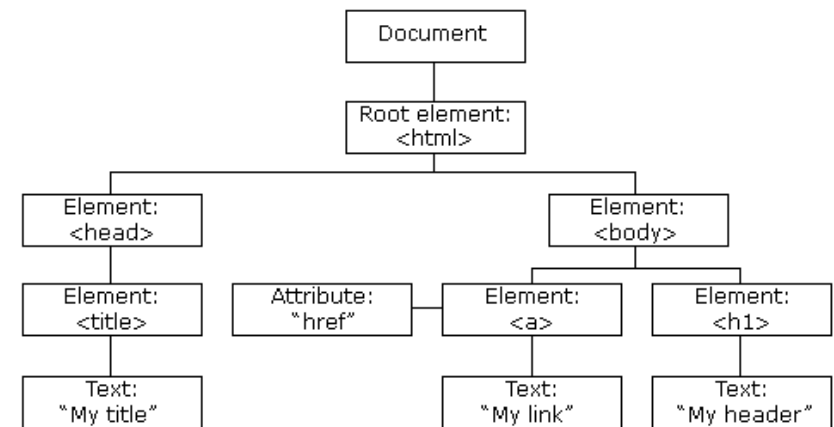 Document
Root element:
<html>
Element:
<head>
Element:
<body>
Element:
<title>
Attribute:
“href”
Element:
<a>
Element:
<h1>
Text:
“My title”
Text:
“My link”
Text:
“My header”